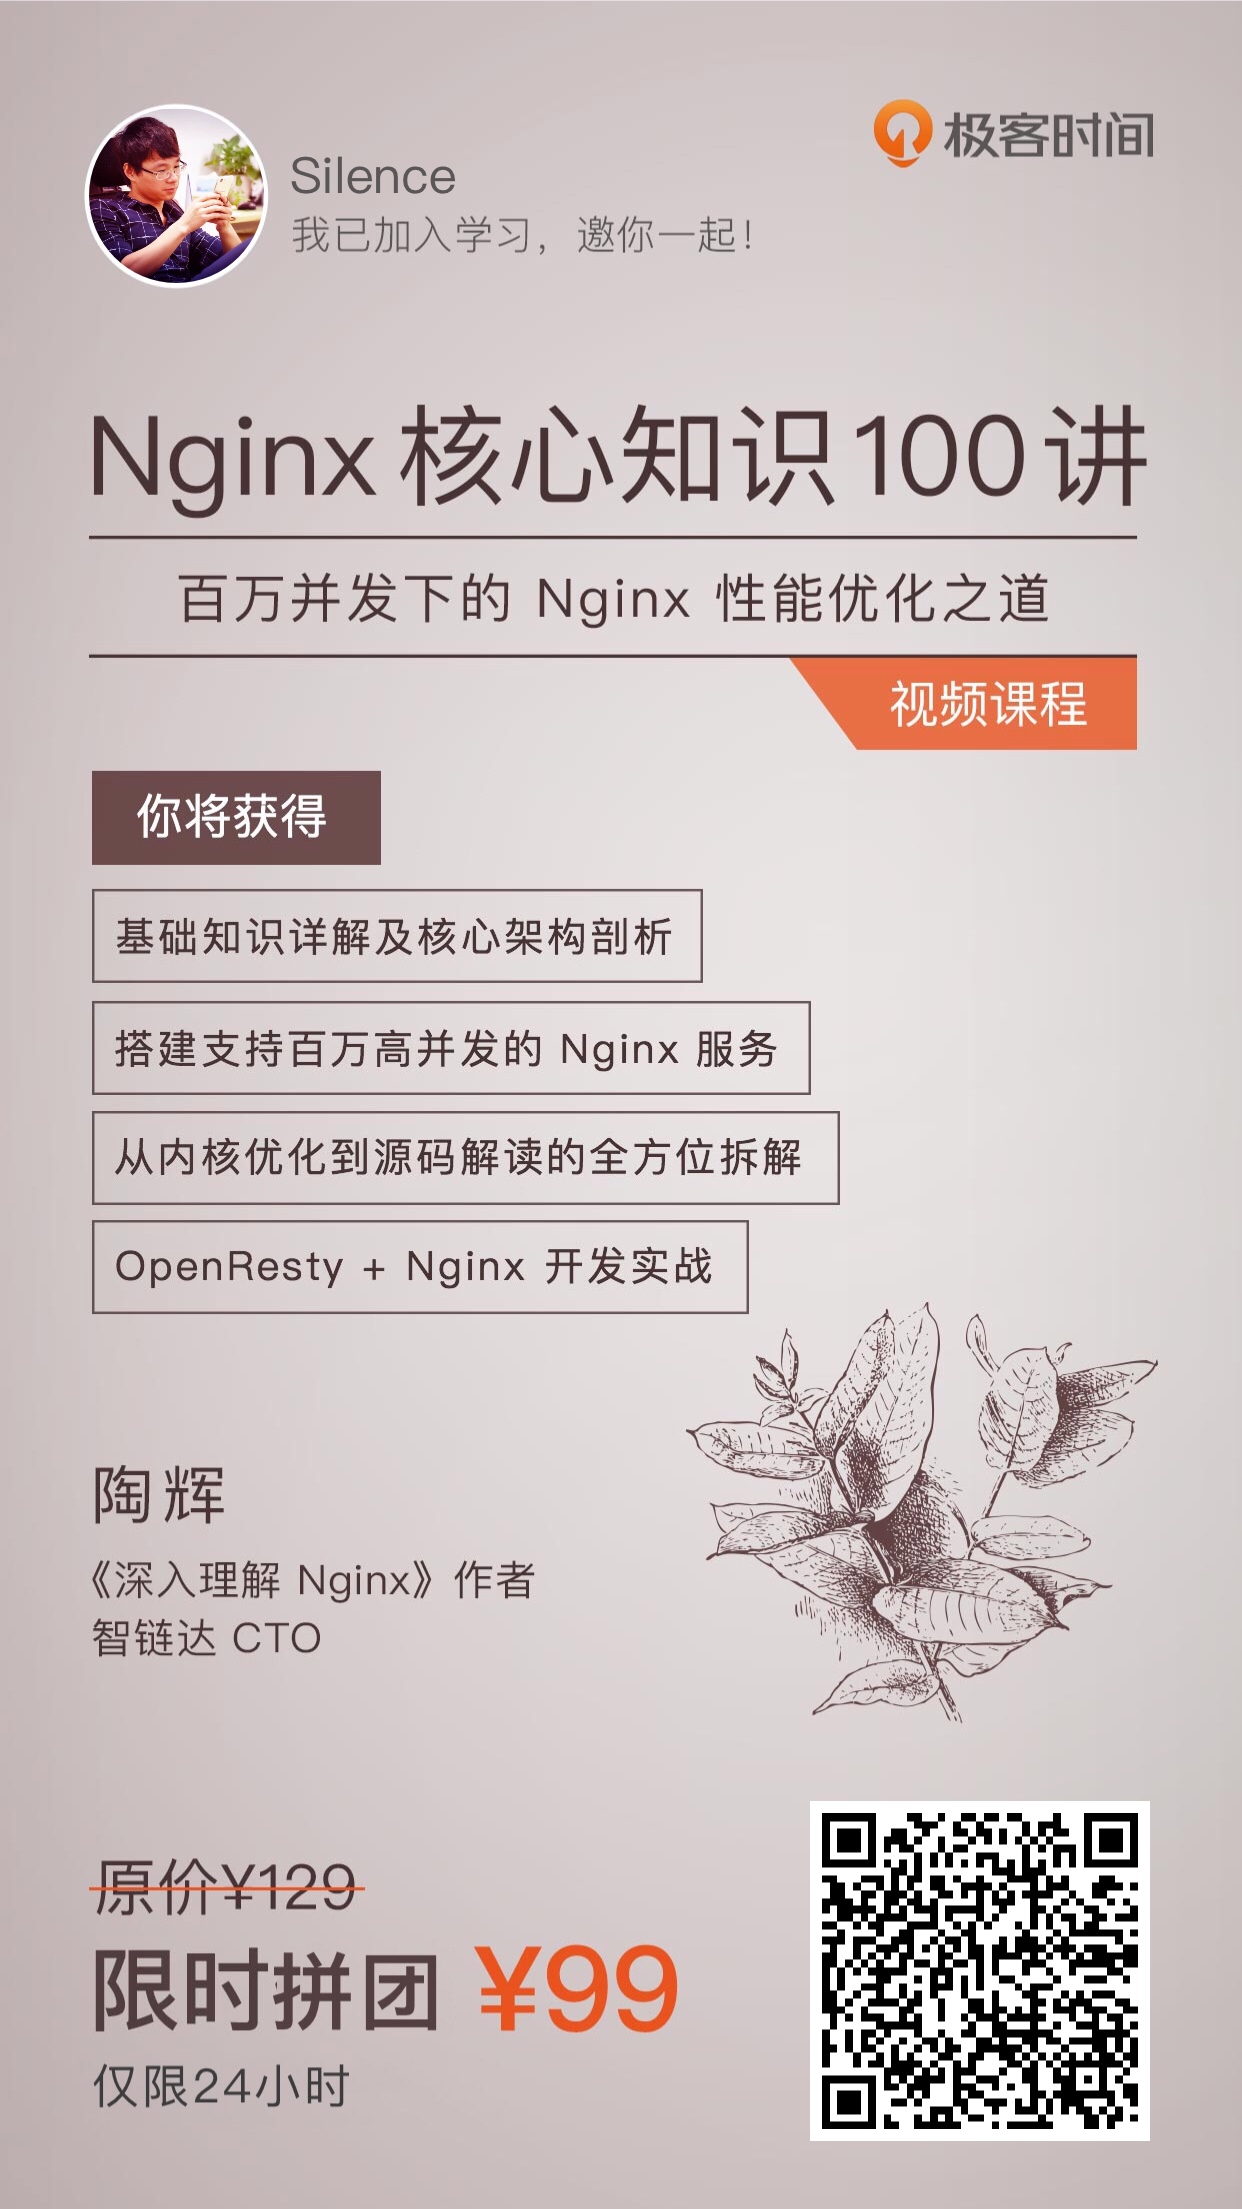 极客时间
Silence
我已加入学习，邀你一起！
Nginx 核心知识100讲
百万并发下的 Nginx 性能优化之道
视频课程
你将获得
基础知识详解及核心架构剖析
搭建支持百万高并发的 Nginx 服务
从内核优化到源码解读的全方位拆解
OpenResty + Nginx 开发实战
陶辉
《深入理解 Nginx》作者
智链达 CTO
原价¥129
限时拼团 ¥99
仅限24小时